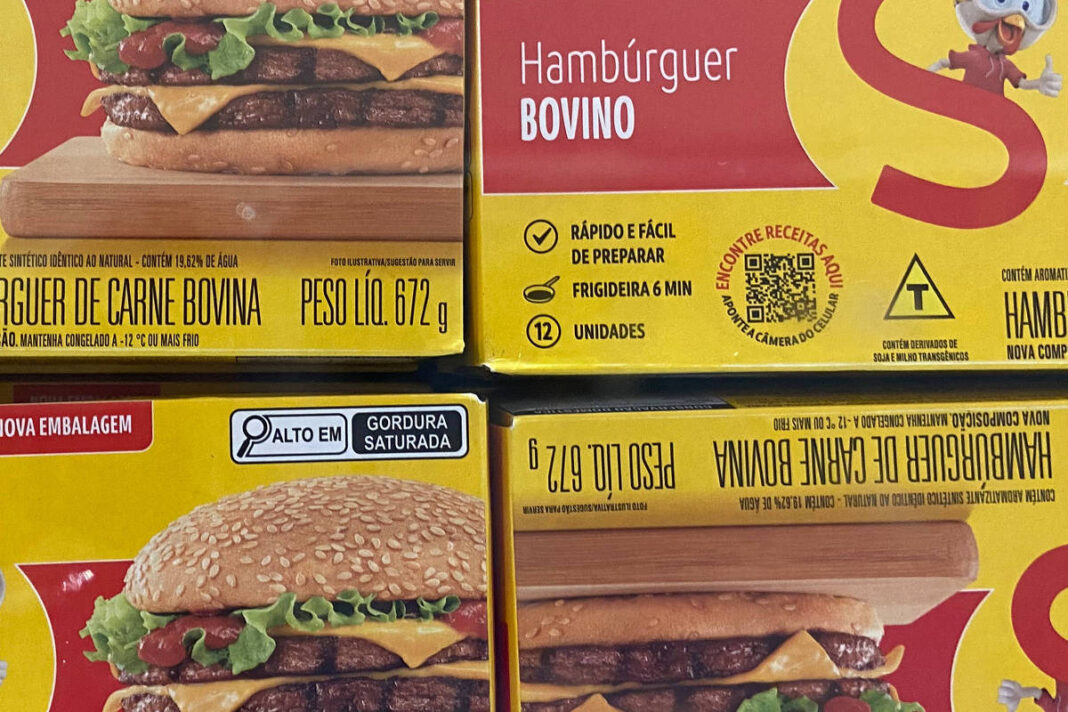 TE SINTÉTICO IDÊNTICO AO NATURAL - CONTÉM 19,62% DE ÁGUA
FOTO ILUSTRATIVA/SUGESTÃO PARA SERVIR
RGUER DE CARNE BOVINA
PESO LÍQ. 672 g
ÇÃO. MANTENHA CONGELADO A -12 °C OU MAIS FRIO
Hambúrguer
BOVINO
S
RÁPIDO E FÁCIL
DE PREPARAR
FRIGIDEIRA 6 MIN
12 UNIDADES
ENCONTRE RECEITAS AQUI
APONTE A CÂMERA DO CELULAR
T
CONTÉM DERIVADOS DE
SOJA E MILHO TRANSGÊNICOS
CONTÉM AROMATI
HAMB
NOVA COMP
NOVA EMBALAGEM
ALTO EM
GORDURA
SATURADA
CONTÉM AROMATIZANTE SINTÉTICO IDÊNTICO AO NATURAL - CONTÉM 19,62% DE ÁGUA
FOTO ILUSTRATIVA/SUGESTÃO PARA SERVIR
HAMBÚRGUER DE CARNE BOVINA
PESO LÍQ. 672 g
NOVA COMPOSIÇÃO. MANTENHA CONGELADO A -12 °C OU MAIS FRIO